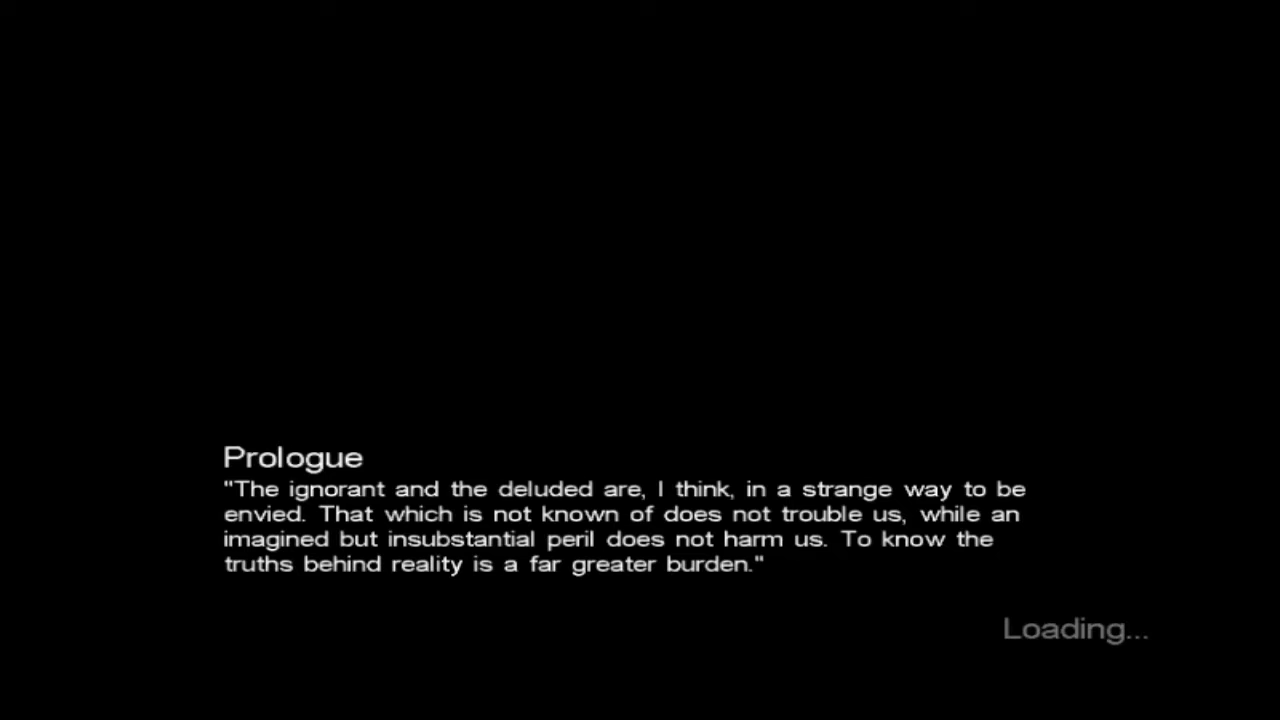 Prologue
"The ignorant and the deluded are, I think, in a strange way to be
envied. That which is not known of does not trouble us, while an
imagined but insubstantial peril does not harm us. To know the
truths behind reality is a far greater burden."
Loading...